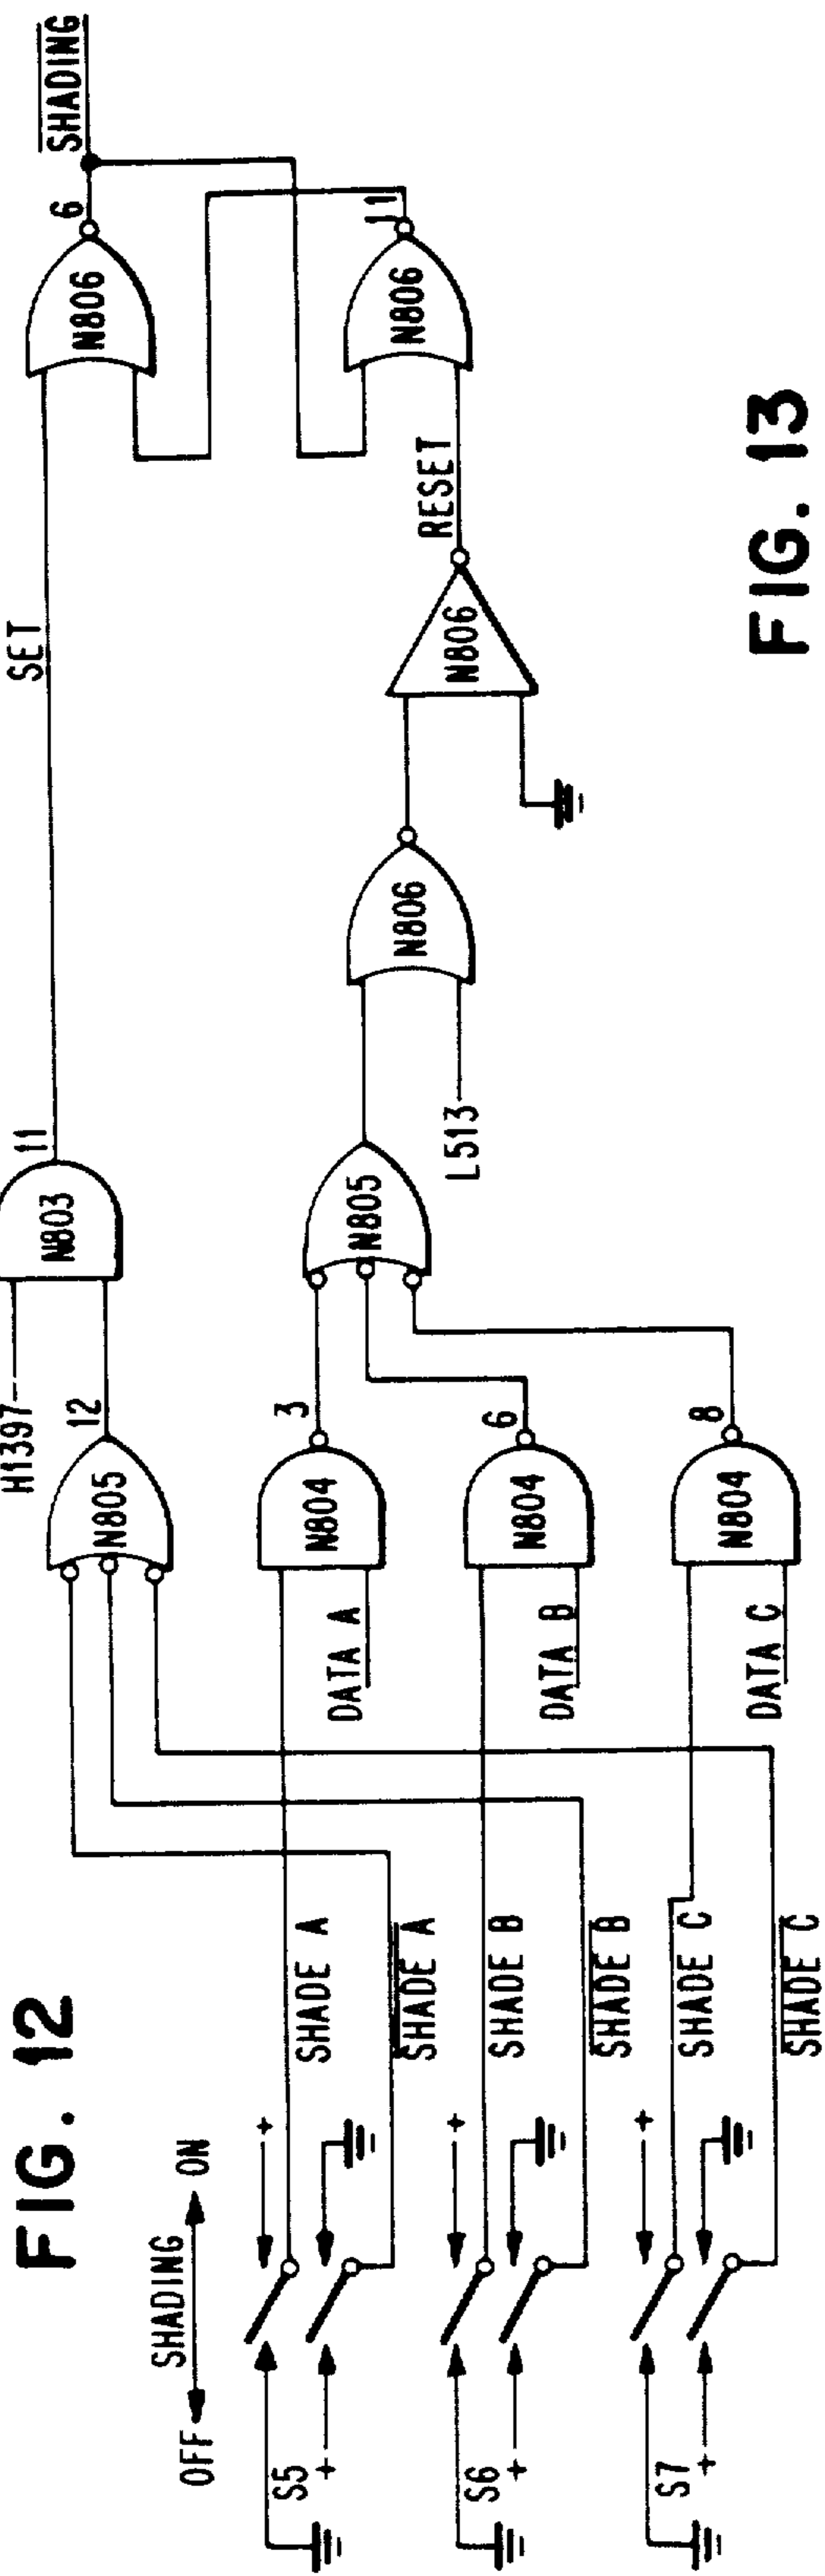 FIG. 12
SHADING
OFF
ON
S5
+
+
SHADE A
SHADE A
S6
+
+
SHADE B
SHADE B
S7
+
+
SHADE C
SHADE C
DATA A
DATA B
DATA C
N805
12
H1397
N803
11
SET
N804
3
N804
6
N804
8
N805
L513
N806
N806
RESET
N806
6
SHADING
N806
11
FIG. 13